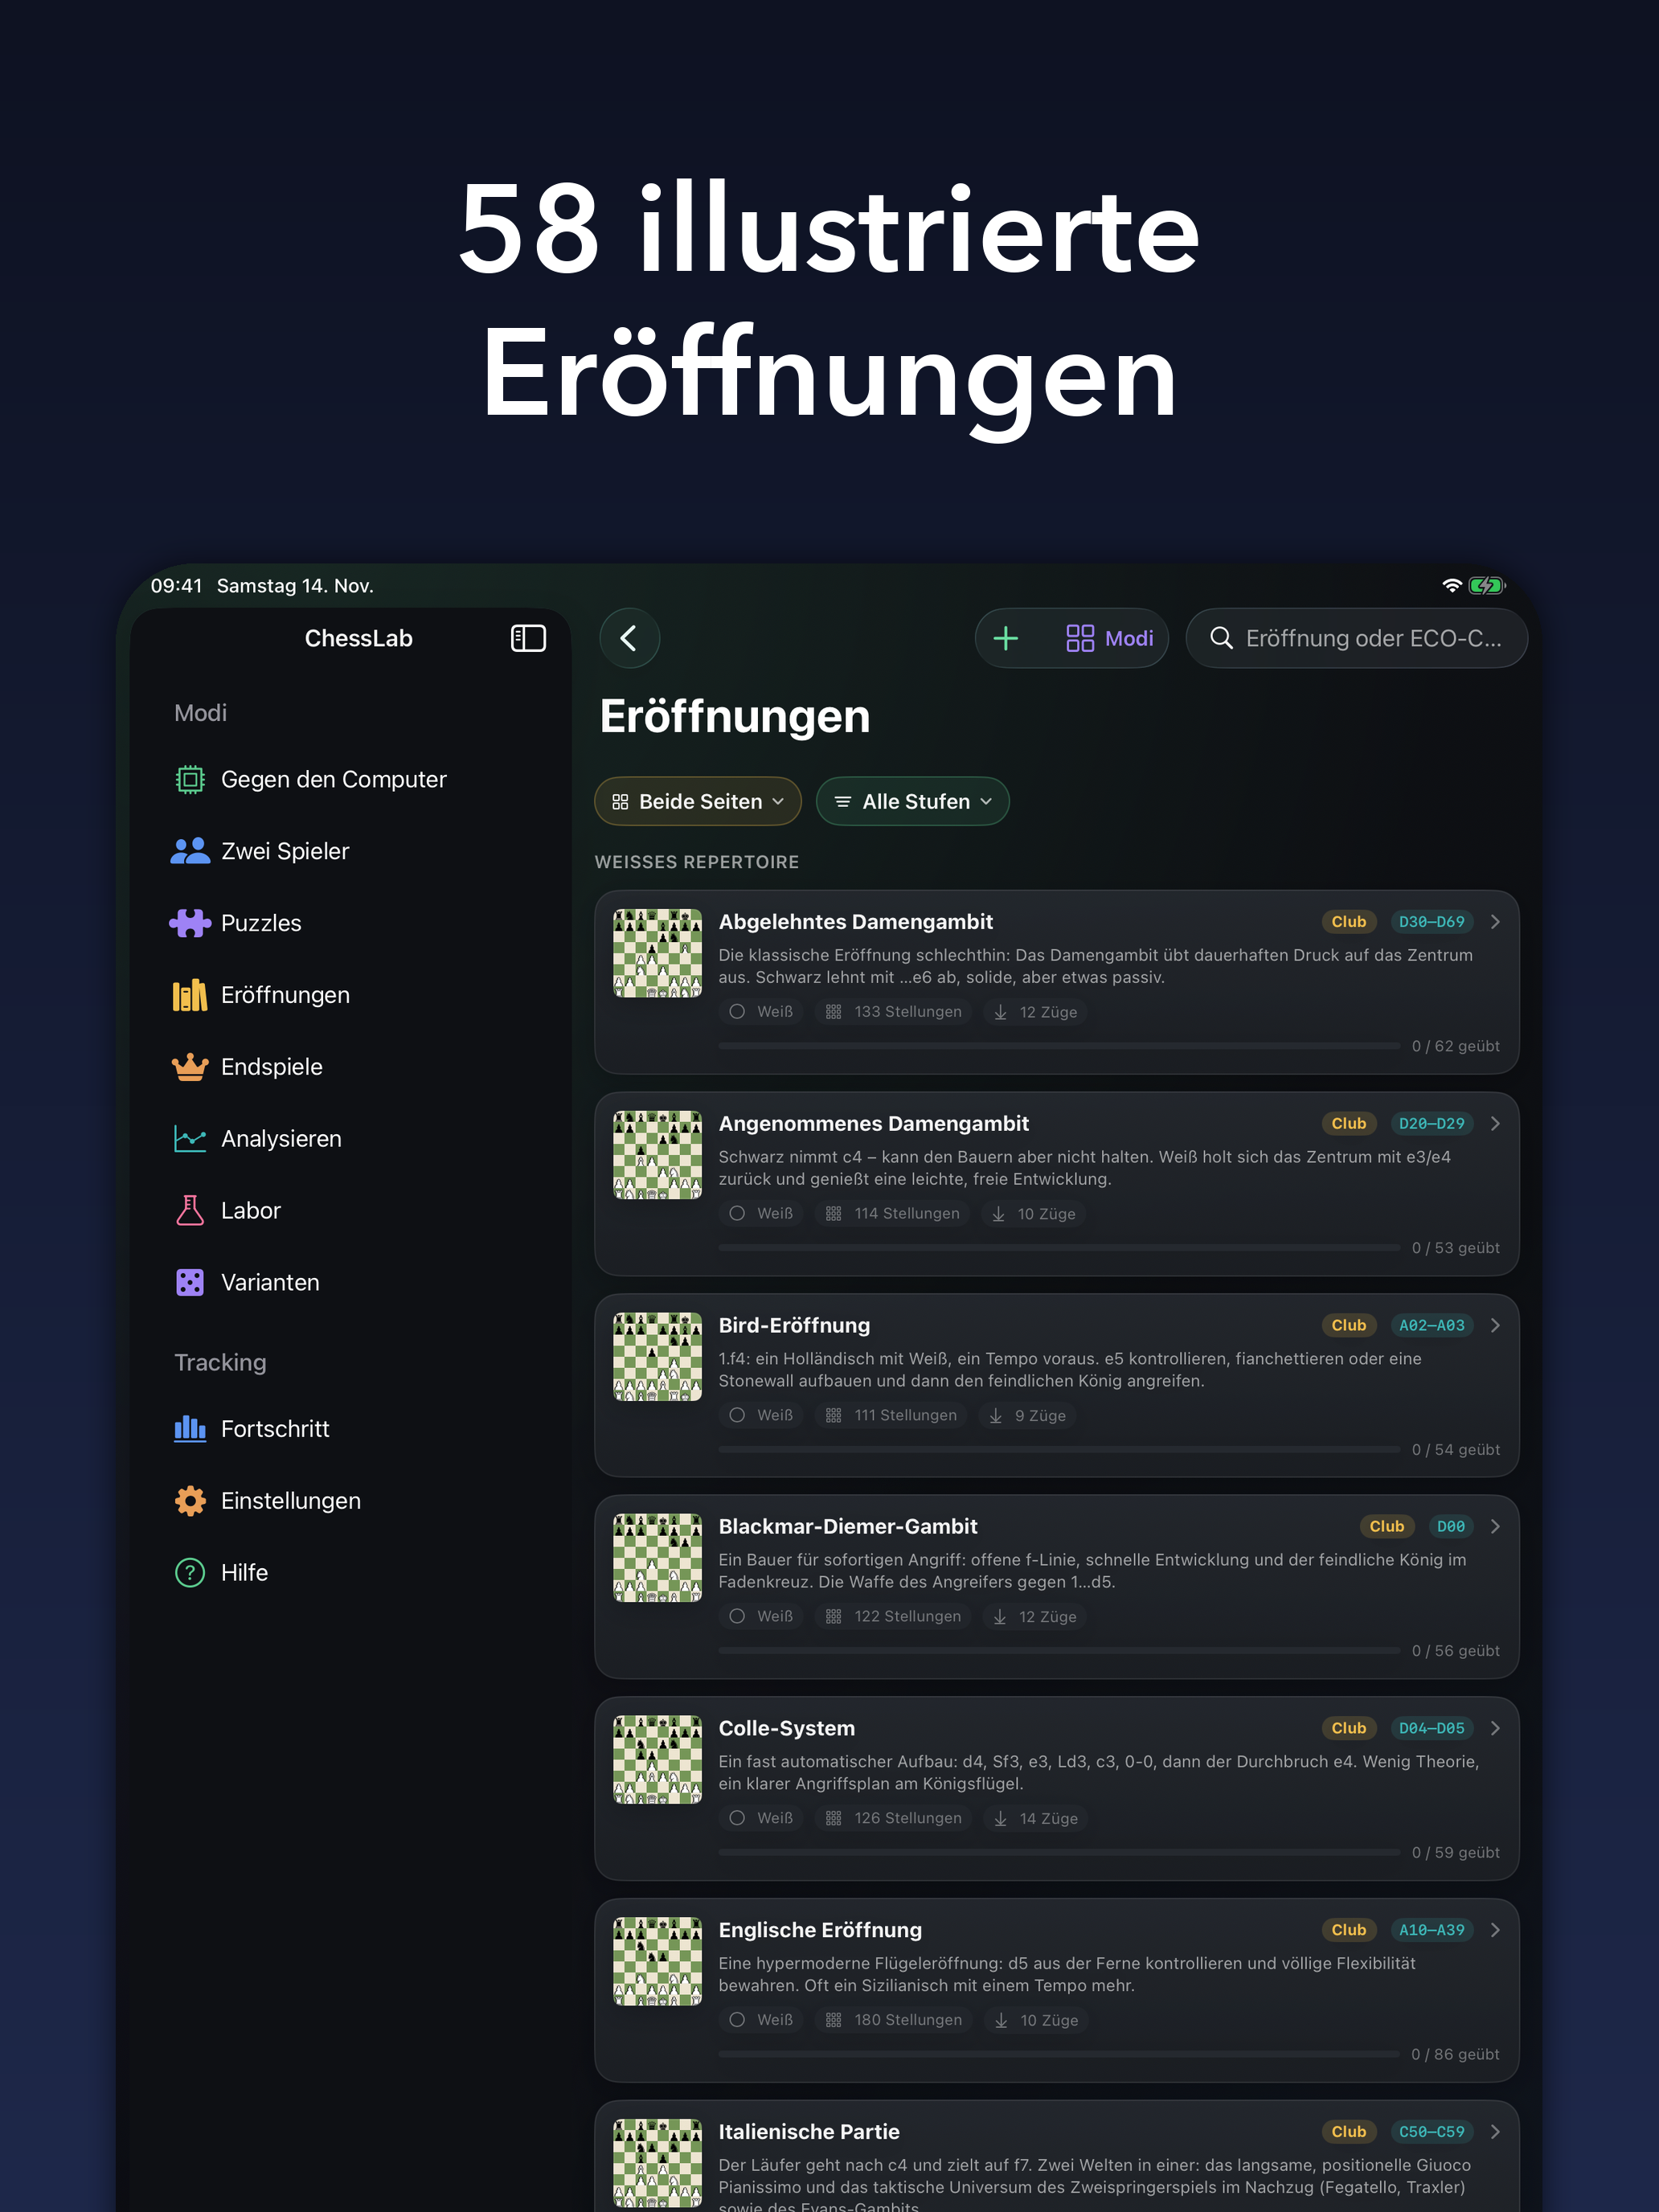 58 illustrierte
Eröffnungen
09:41 Samstag 14. Nov.
ChessLab
Modi
Gegen den Computer
Zwei Spieler
Puzzles
Eröffnungen
Endspiele
Analysieren
Labor
Varianten
Tracking
Fortschritt
Einstellungen
Hilfe
Modi
Eröffnung oder ECO-C...
Eröffnungen
Beide Seiten
Alle Stufen
WEISSES REPERTOIRE
Abgelehntes Damengambit Club D30–D69
Die klassische Eröffnung schlechthin: Das Damengambit übt dauerhaften Druck auf das Zentrum
aus. Schwarz lehnt mit …e6 ab, solide, aber etwas passiv.
Weiß 133 Stellungen 12 Züge
0 / 62 geübt
Angenommenes Damengambit Club D20–D29
Schwarz nimmt c4 – kann den Bauern aber nicht halten. Weiß holt sich das Zentrum mit e3/e4
zurück und genießt eine leichte, freie Entwicklung.
Weiß 114 Stellungen 10 Züge
0 / 53 geübt
Bird-Eröffnung Club A02–A03
1.f4: ein Holländisch mit Weiß, ein Tempo voraus. e5 kontrollieren, fianchettieren oder eine
Stonewall aufbauen und dann den feindlichen König angreifen.
Weiß 111 Stellungen 9 Züge
0 / 54 geübt
Blackmar-Diemer-Gambit Club D00
Ein Bauer für sofortigen Angriff: offene f-Linie, schnelle Entwicklung und der feindliche König im
Fadenkreuz. Die Waffe des Angreifers gegen 1…d5.
Weiß 122 Stellungen 12 Züge
0 / 56 geübt
Colle-System Club D04–D05
Ein fast automatischer Aufbau: d4, Sf3, e3, Ld3, c3, 0-0, dann der Durchbruch e4. Wenig Theorie,
ein klarer Angriffsplan am Königsflügel.
Weiß 126 Stellungen 14 Züge
0 / 59 geübt
Englische Eröffnung Club A10–A39
Eine hypermoderne Flügeleröffnung: d5 aus der Ferne kontrollieren und völlige Flexibilität
bewahren. Oft ein Sizilianisch mit einem Tempo mehr.
Weiß 180 Stellungen 10 Züge
0 / 86 geübt
Italienische Partie Club C50–C59
Der Läufer geht nach c4 und zielt auf f7. Zwei Welten in einer: das langsame, positionelle Giuoco
Pianissimo und das taktische Universum des Zweispringerspiels im Nachzug (Fegatello, Traxler)
sowie des Evans-Gambits.